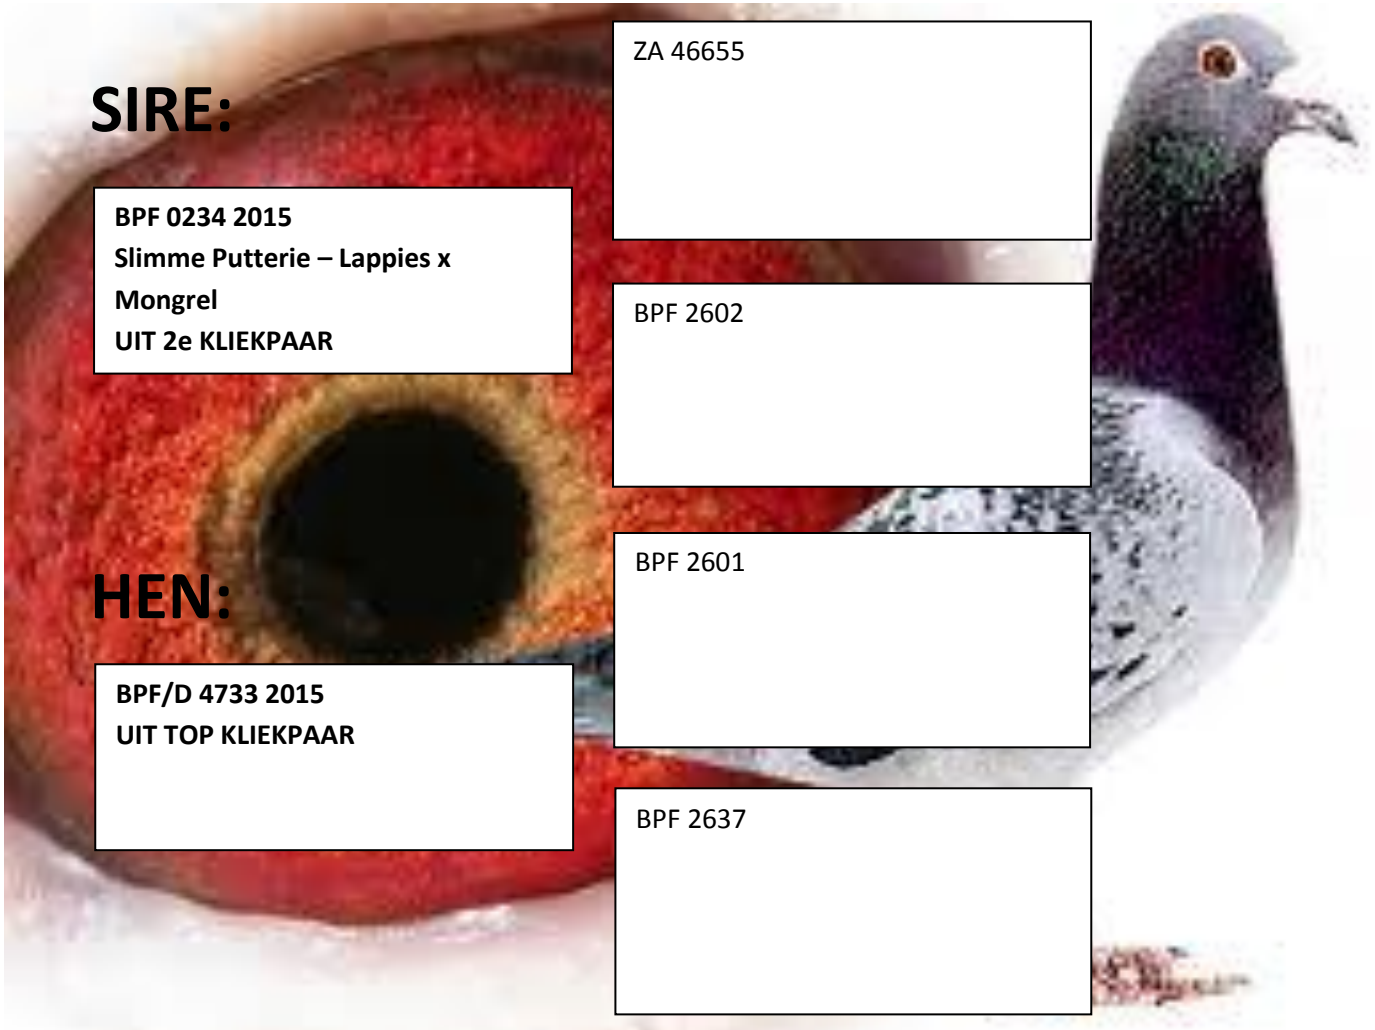 SIRE:
BPF 0234 2015
Slimme Putterie – Lappies x
Mongrel
UIT 2e KLIEKPAAR
HEN:
BPF/D 4733 2015
UIT TOP KLIEKPAAR
ZA 46655
BPF 2602
BPF 2601
BPF 2637